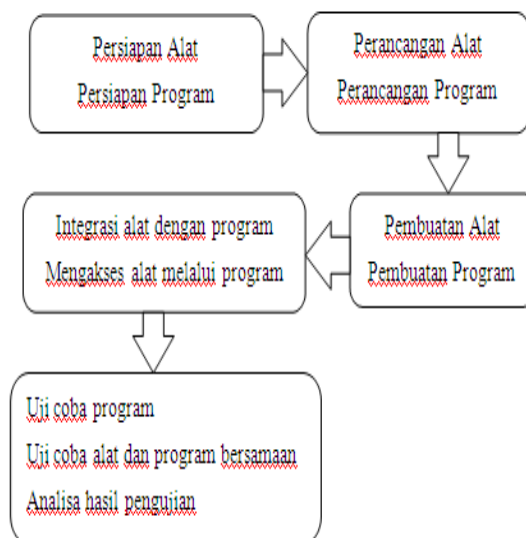 Persiapan Alat
Persiapan Program
Perancangan Alat
Perancangan Program
Pembuatan Alat
Pembuatan Program
Integrasi alat dengan program
Mengakses alat melalui program
Uji coba program
Uji coba alat dan program bersamaan
Analisa hasil pengujian